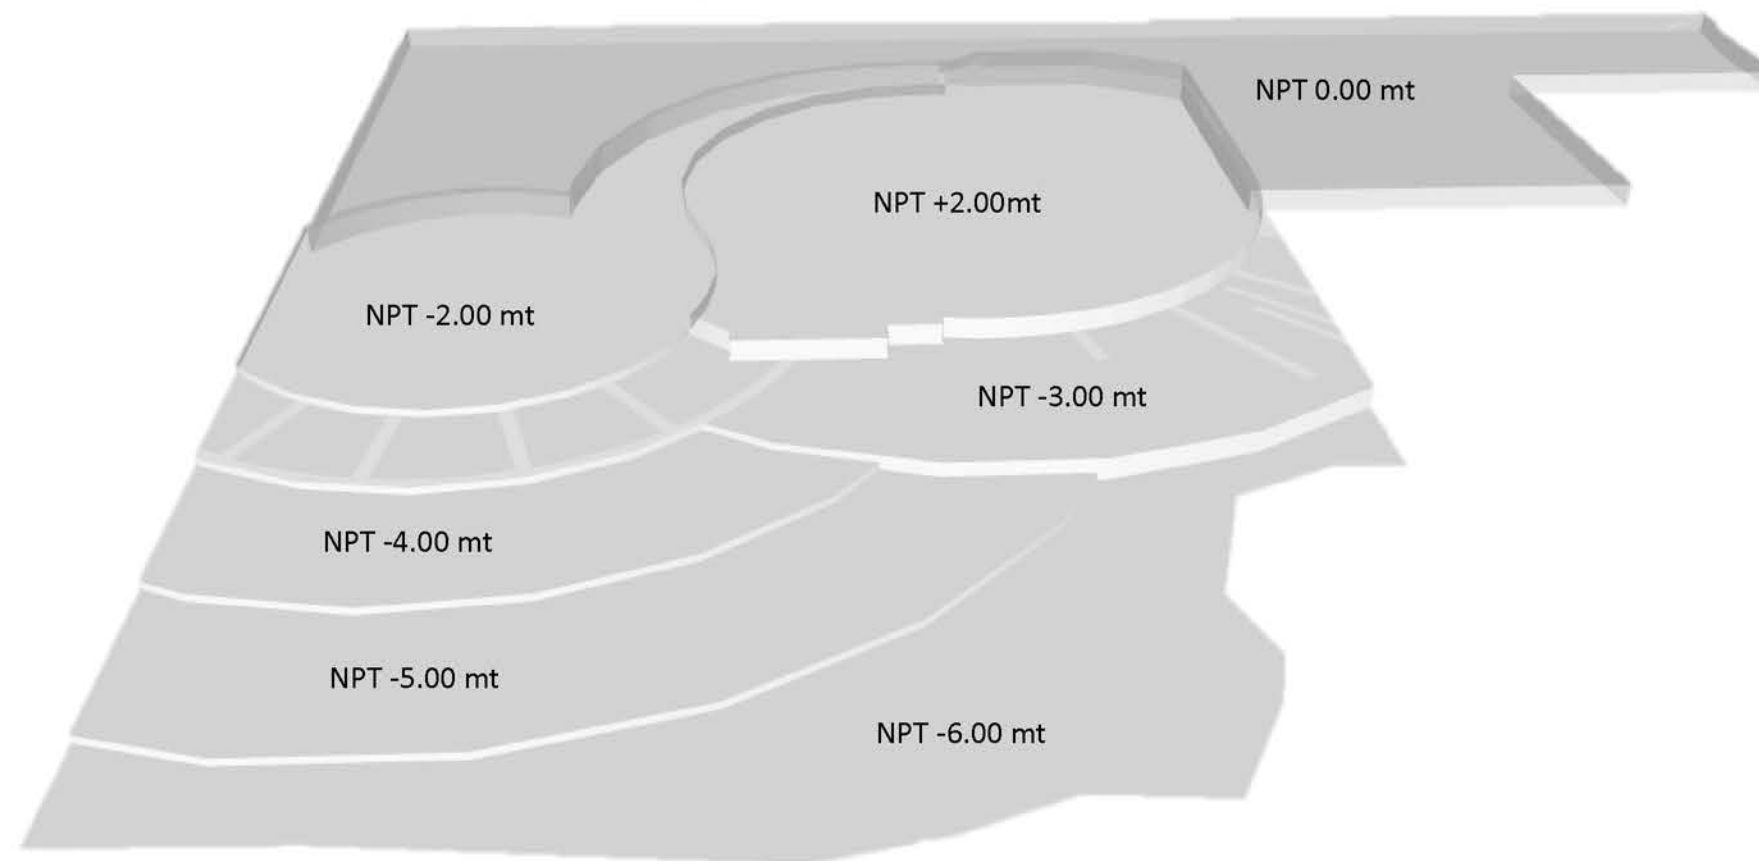 NPT 0.00 mt
NPT +2.00mt
NPT -2.00 mt
NPT -3.00 mt
NPT -4.00 mt
NPT -5.00 mt
NPT -6.00 mt